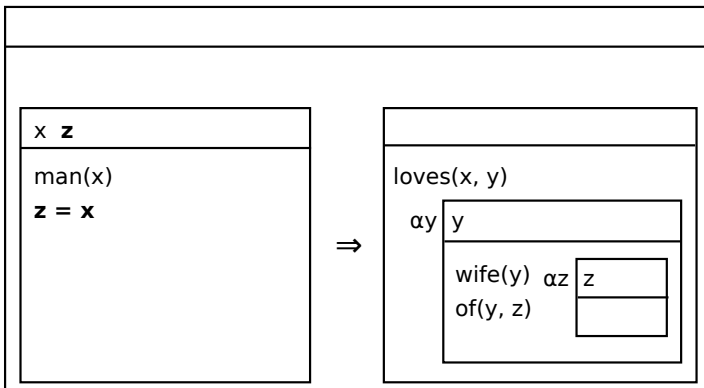 x z
man(x)
z = x
⇒
loves(x, y)
αy y
wife(y) αz z
of(y, z)